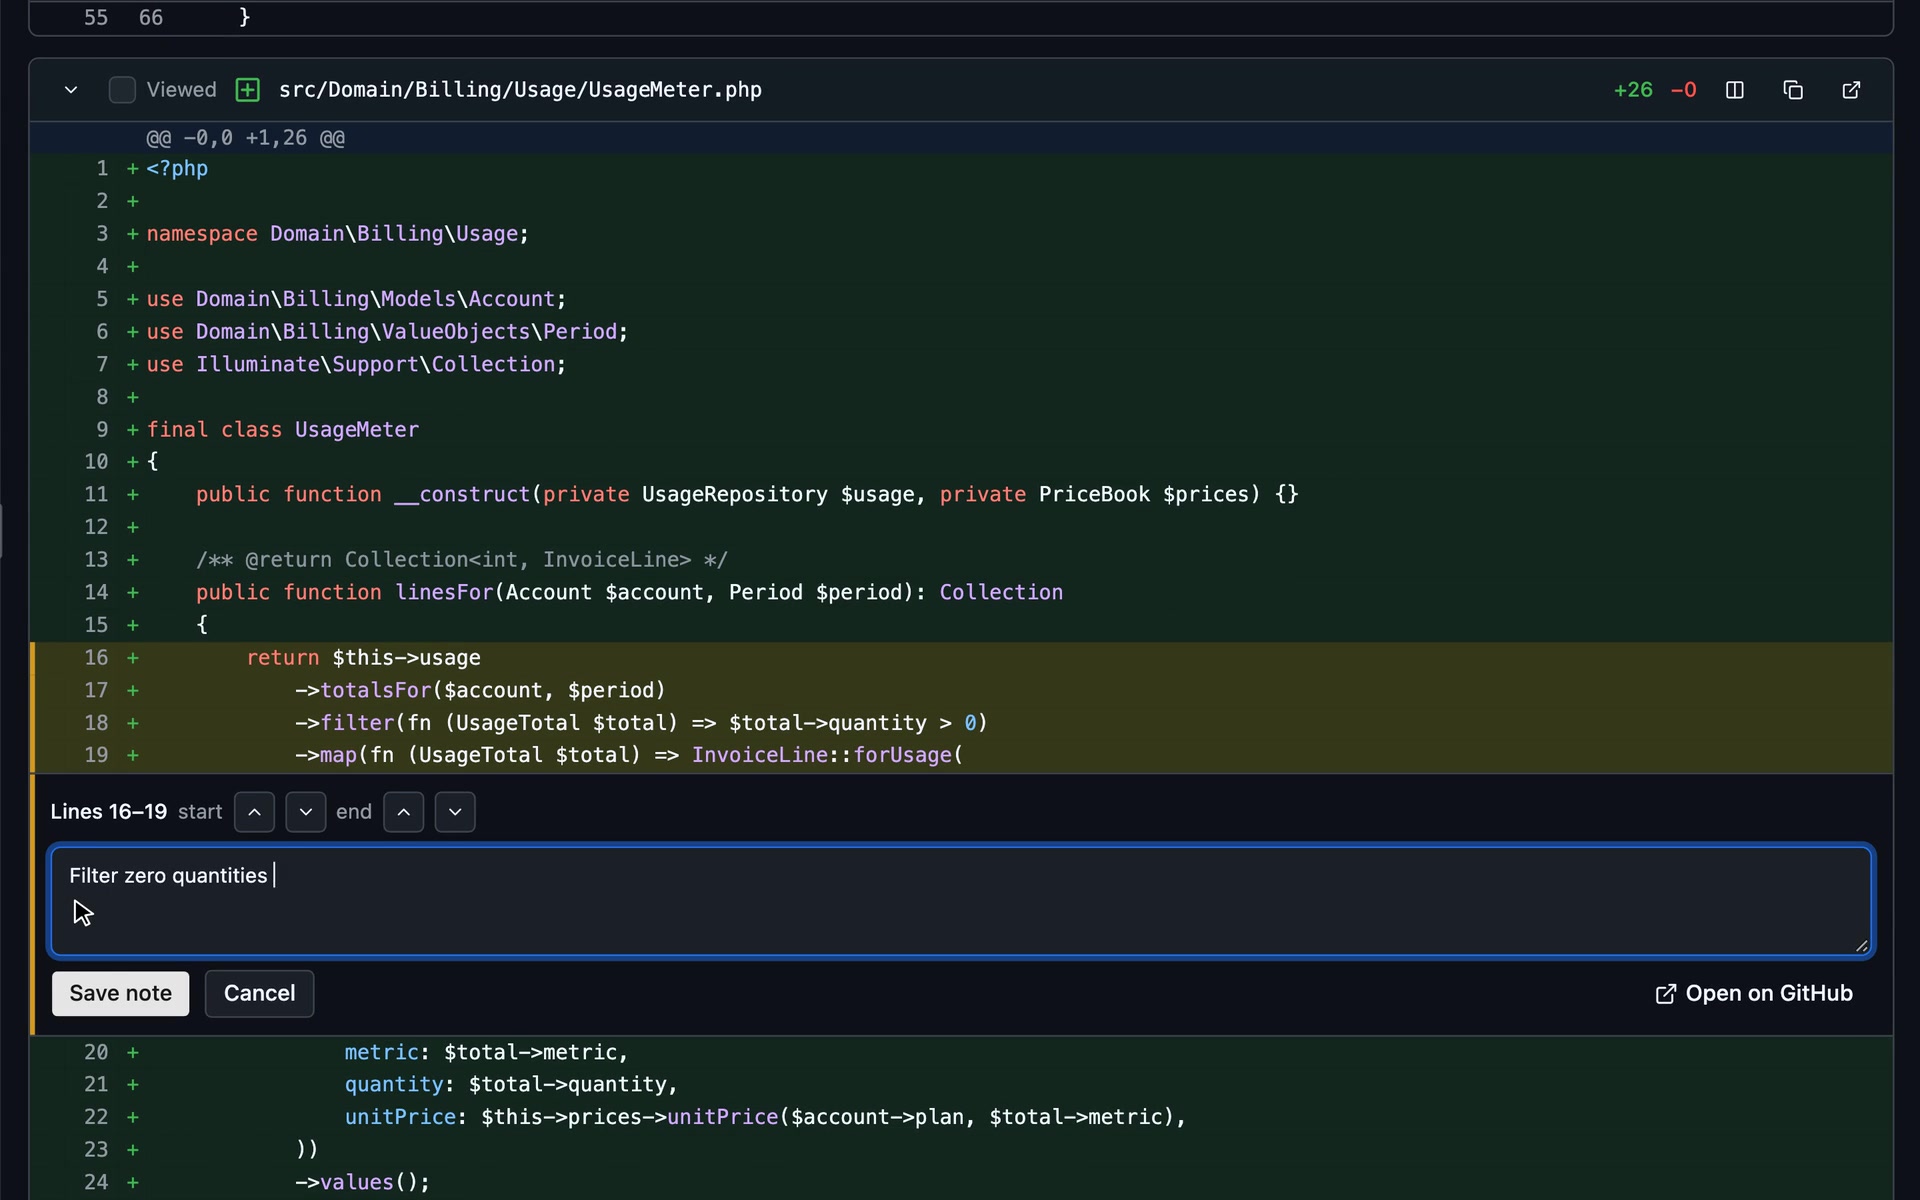 55 66 }
Viewed src/Domain/Billing/Usage/UsageMeter.php +26 −0
@@ −0,0 +1,26 @@
1 +<?php
2 +
3 +namespace Domain\Billing\Usage;
4 +
5 +use Domain\Billing\Models\Account;
6 +use Domain\Billing\ValueObjects\Period;
7 +use Illuminate\Support\Collection;
8 +
9 +final class UsageMeter
10 +{
11 +    public function __construct(private UsageRepository $usage, private PriceBook $prices) {}
12 +
13 +    /** @return Collection<int, InvoiceLine> */
14 +    public function linesFor(Account $account, Period $period): Collection
15 +    {
16 +        return $this->usage
17 +            ->totalsFor($account, $period)
18 +            ->filter(fn (UsageTotal $total) => $total->quantity > 0)
19 +            ->map(fn (UsageTotal $total) => InvoiceLine::forUsage(
Lines 16–19 start end
Filter zero quantities
Save note Cancel Open on GitHub
20 +                metric: $total->metric,
21 +                quantity: $total->quantity,
22 +                unitPrice: $this->prices->unitPrice($account->plan, $total->metric),
23 +            ))
24 +            ->values();